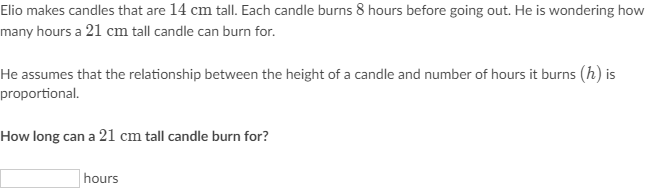 Elio makes candles that are 14 cm tall. Each candle burns 8 hours before going out. He is wondering how
many hours a 21 cm tall candle can burn for.
He assumes that the relationship between the height of a candle and number of hours it burns (h) is
proportional.
How long can a 21 cm tall candle burn for?
hours